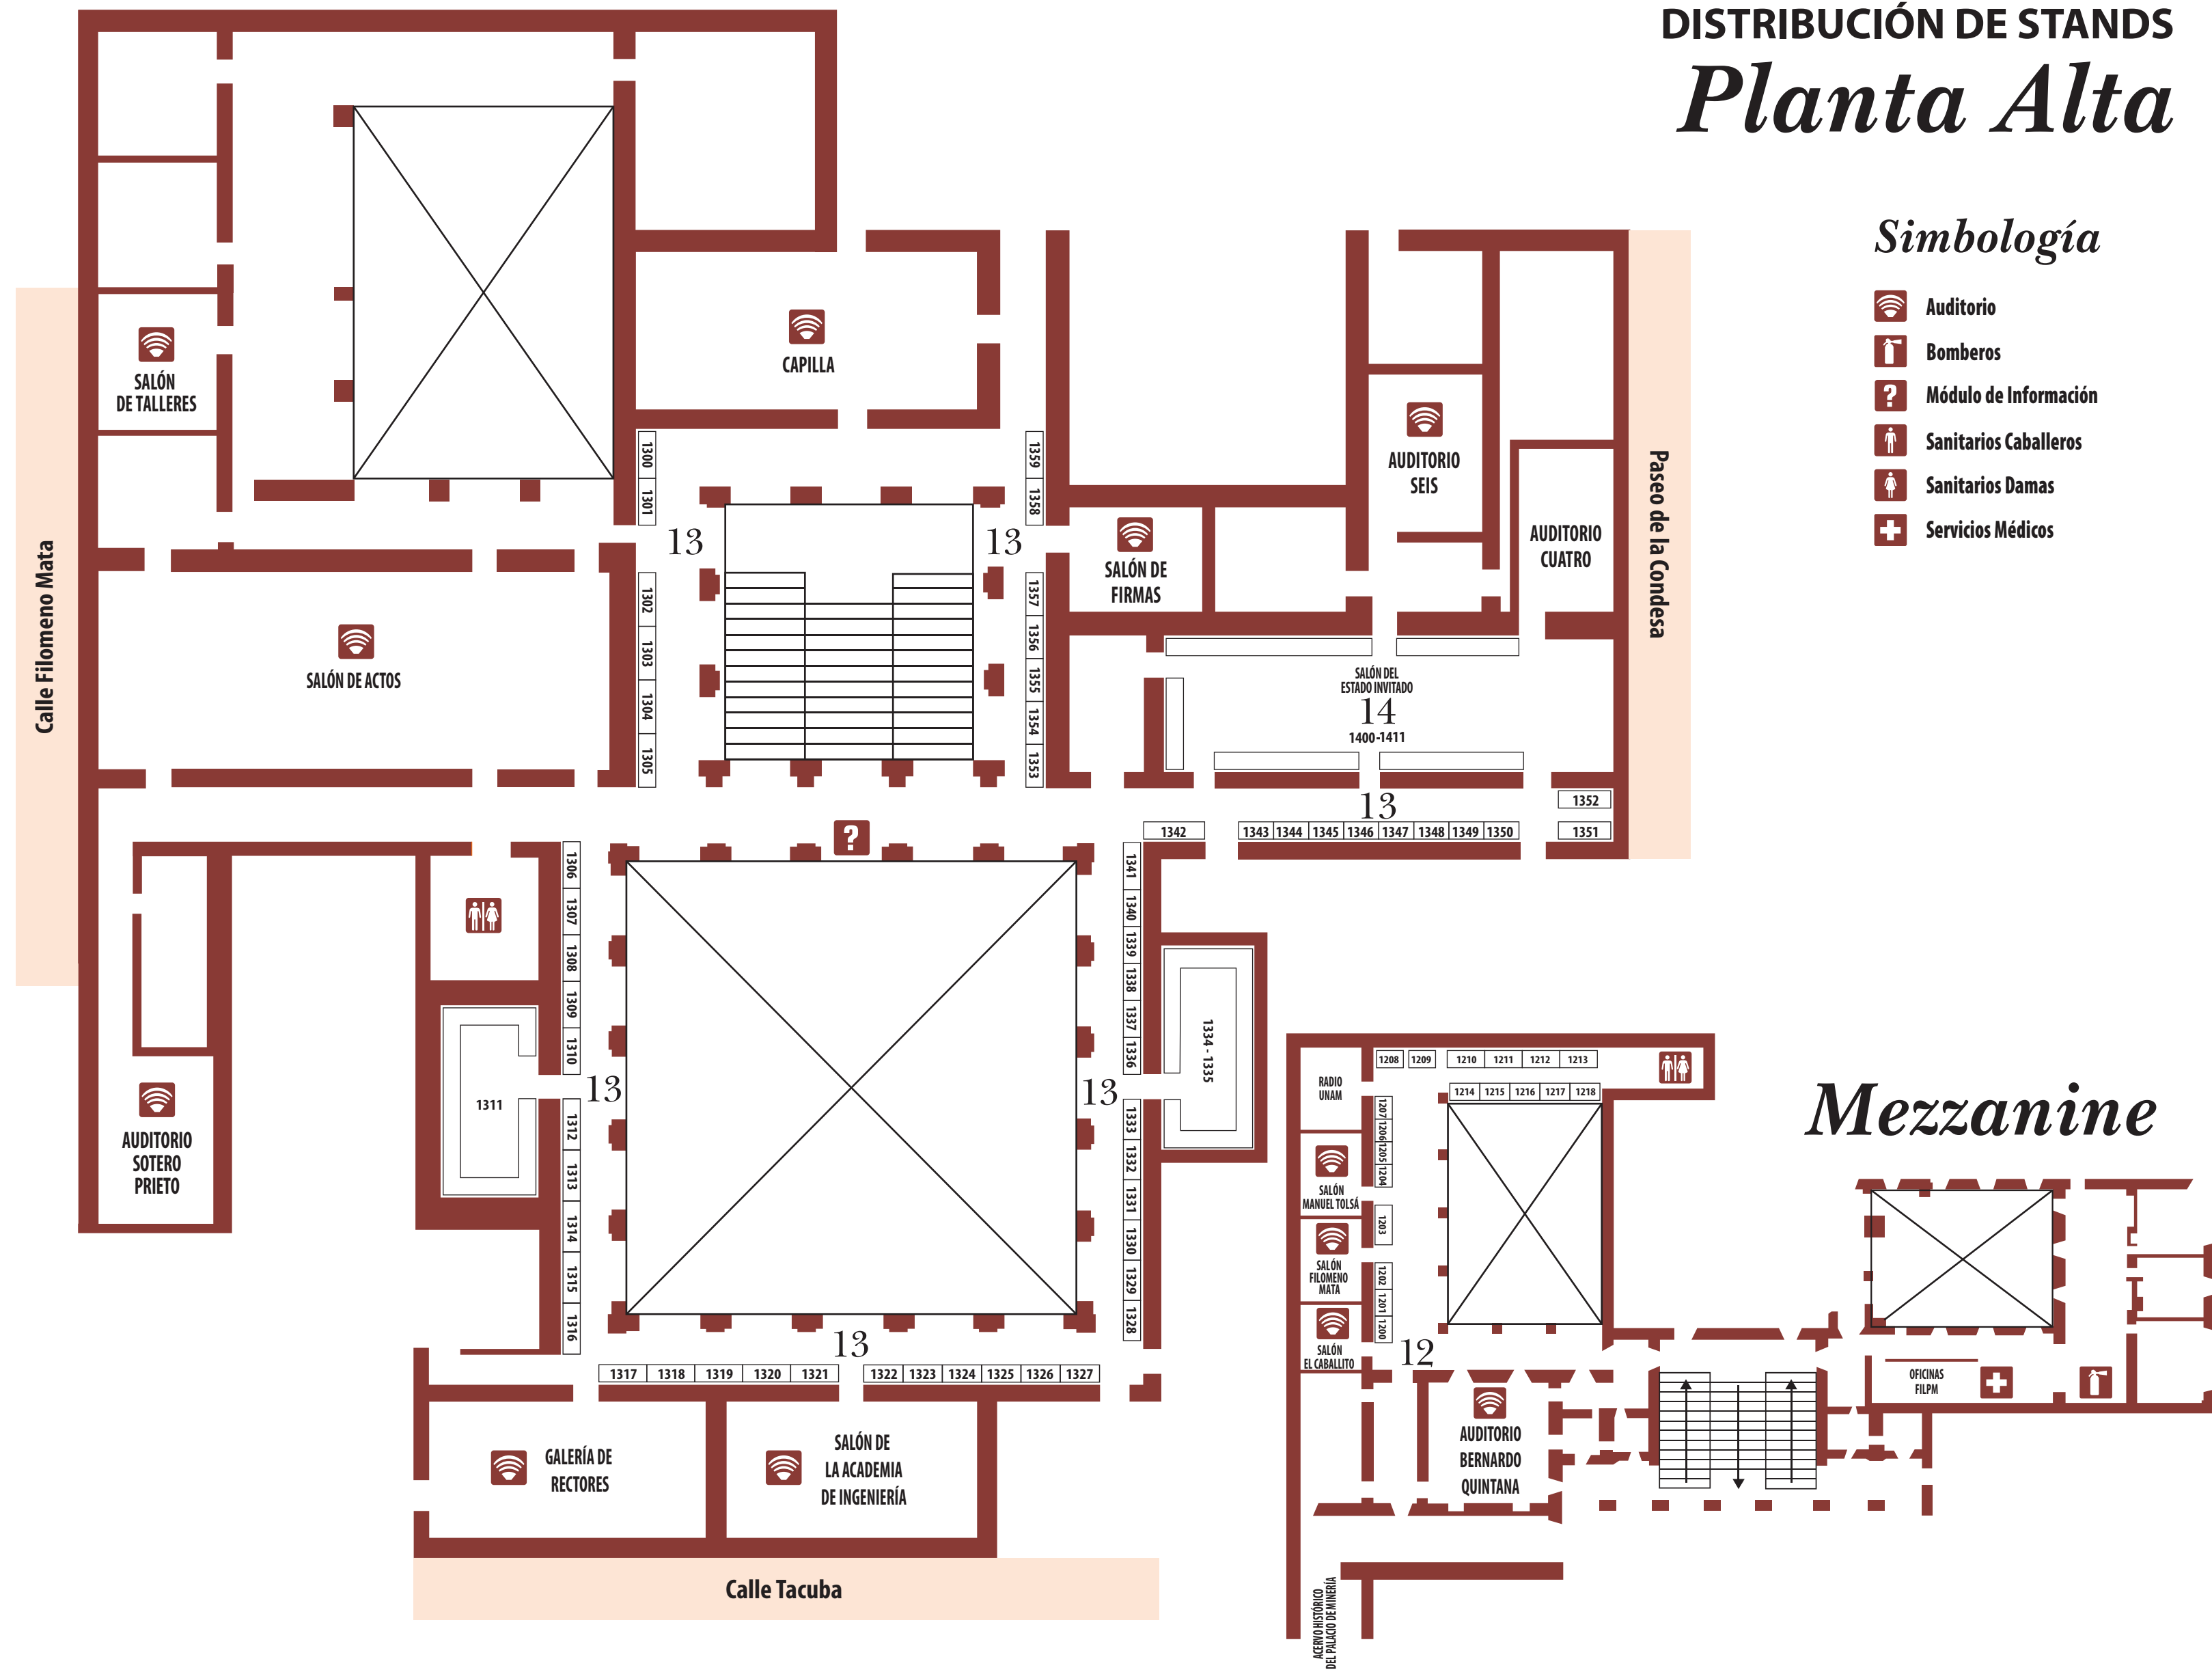 DISTRIBUCIÓN DE STANDS
Planta Alta
Simbología
Auditorio
Bomberos
?
Módulo de Información
Sanitarios Caballeros
Sanitarios Damas
Servicios Médicos
Calle Filomeno Mata
SALÓN
DE TALLERES
CAPILLA
SALÓN DE ACTOS
1300
1301
13
1302
1303
1304
1305
1359
1358
13
1357
1356
1355
1354
1353
SALÓN DE
FIRMAS
AUDITORIO
SEIS
AUDITORIO
CUATRO
Paseo de la Condesa
SALÓN DEL
ESTADO INVITADO
14
1400-1411
13
1352
1351
1342
1343
1344
1345
1346
1347
1348
1349
1350
?
1306
1307
1308
1309
1310
13
1311
1312
1313
1314
1315
1316
AUDITORIO
SOTERO
PRIETO
1341
1340
1339
1338
1337
1336
13
1334 - 1335
1333
1332
1331
1330
1329
1328
13
1317
1318
1319
1320
1321
1322
1323
1324
1325
1326
1327
GALERÍA DE
RECTORES
SALÓN DE
LA ACADEMIA
DE INGENIERÍA
Calle Tacuba
Mezzanine
RADIO
UNAM
1208
1209
1210
1211
1212
1213
1214
1215
1216
1217
1218
1207
1206
1205
1204
1203
1202
1201
1200
SALÓN
MANUEL TOLSÁ
SALÓN
FILOMENO
MATA
SALÓN
EL CABALLITO
12
AUDITORIO
BERNARDO
QUINTANA
OFICINAS
FILPM
ACERVO HISTÓRICO
DEL PALACIO DE MINERÍA